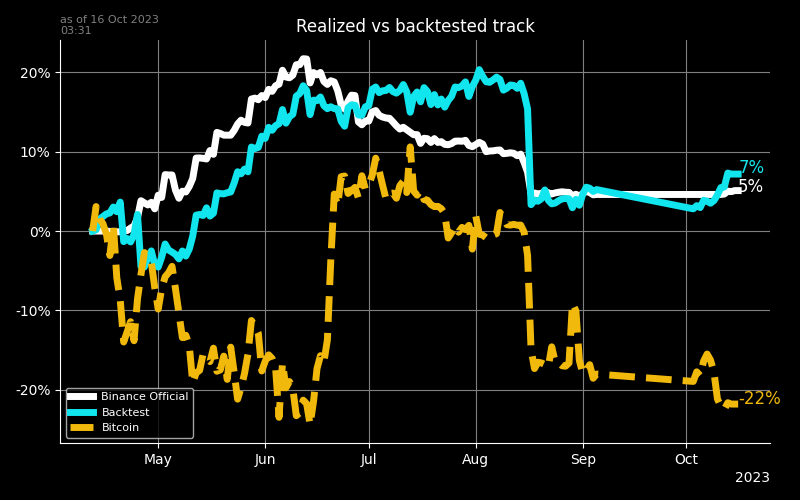 as of 16 Oct 2023
03:31
Realized vs backtested track
20%
10%
0%
-10%
-20%
7%
5%
-22%
Binance Official
Backtest
Bitcoin
May Jun Jul Aug Sep Oct
2023